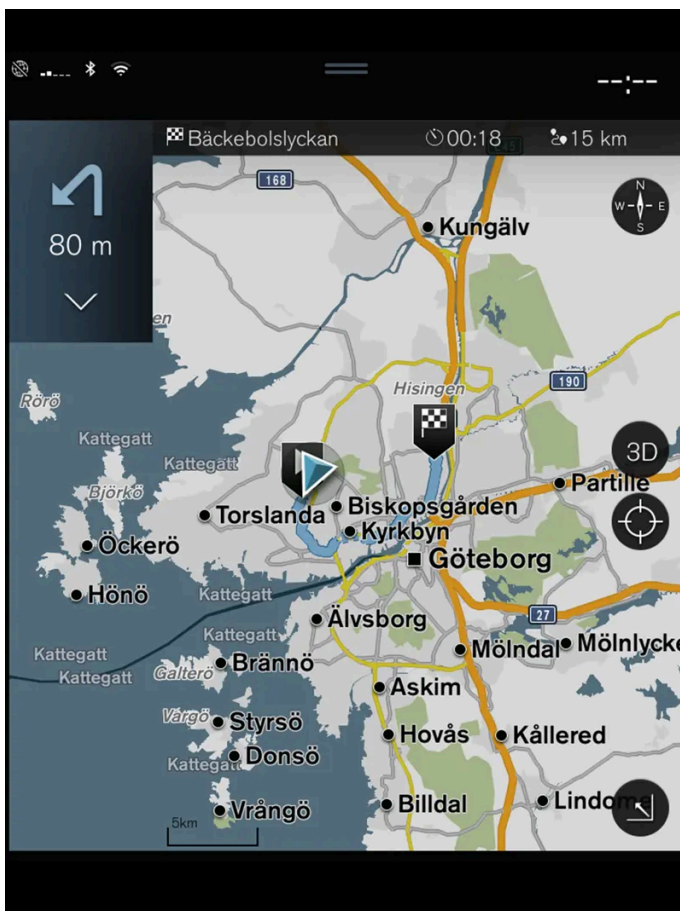 --:--
Bäckebolslyckan 00:18 15 km
80 m
168
N
W E
S
Kungälv
190
Hisingen
Rörö
Kattegatt
Kattegatt
3D
Björkö
Partille
Torslanda
Biskopsgården
Kyrkbyn
Öckerö
Göteborg
Hönö
Kattegatt
27
Älvsborg
Kattegatt
Mölndal
Mölnlycke
Kattegatt
Brännö
Galterö
Kattegatt
Askim
Vargö
Styrsö
Hovås
Kållered
Donsö
Vrångö
Billdal
5km